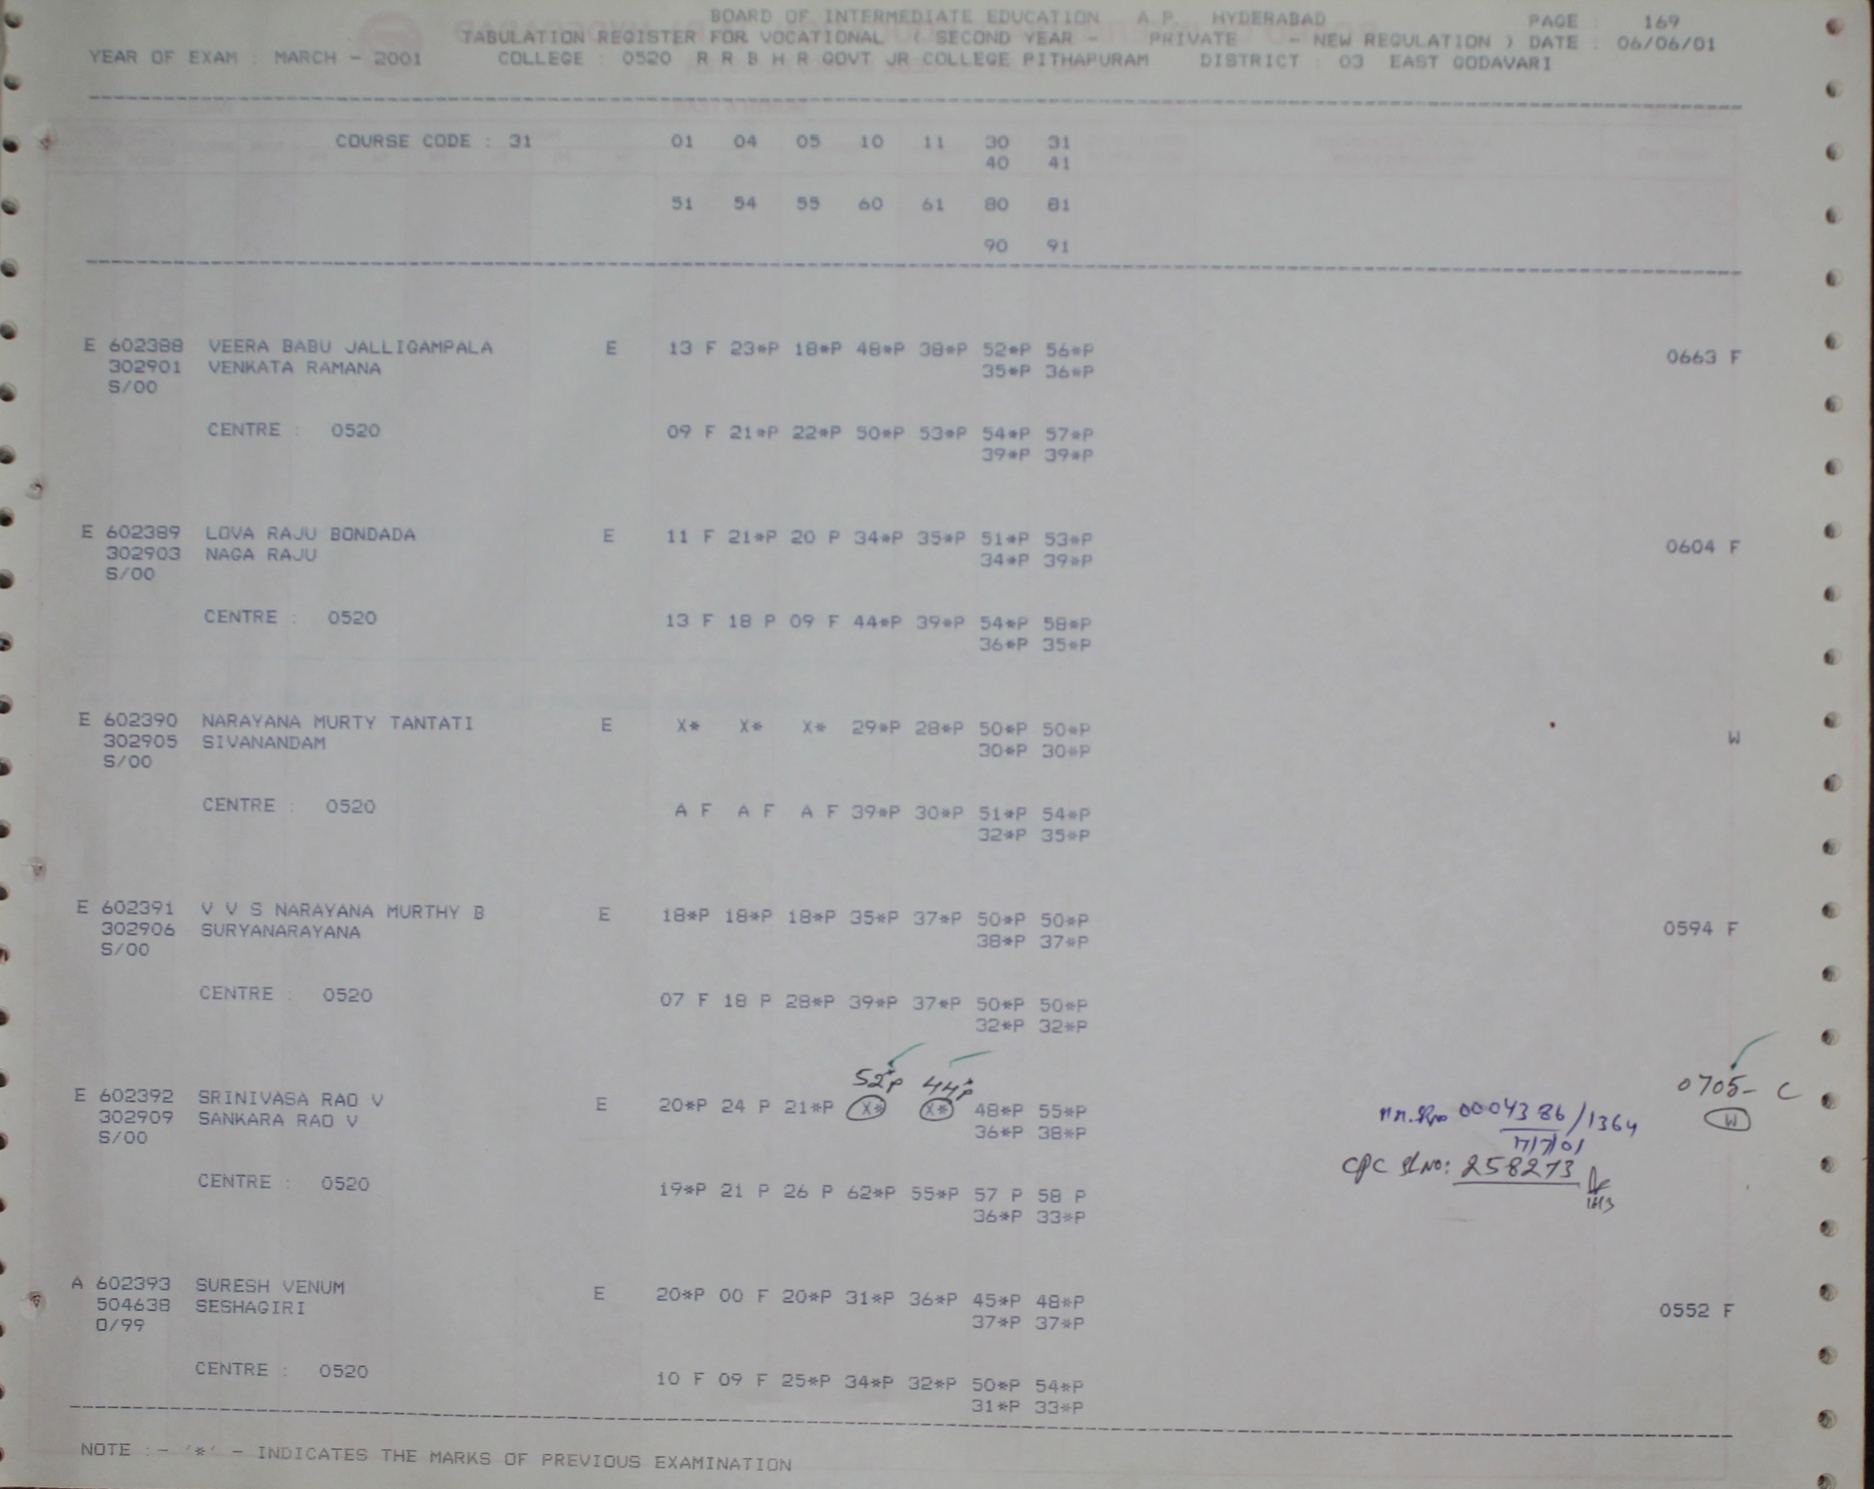 BOARD OF INTERMEDIATE EDUCATION A P HYDERABAD PAGE : 169
TABULATION REGISTER FOR VOCATIONAL ( SECOND YEAR - PRIVATE - NEW REGULATION ) DATE : 06/06/01
YEAR OF EXAM : MARCH - 2001 COLLEGE : 0520 R R B H R GOVT JR COLLEGE PITHAPURAM DISTRICT : 03 EAST GODAVARI
COURSE CODE : 31 01 04 05 10 11 30 31
40 41
51 54 55 60 61 80 81
90 91
E 602388 VEERA BABU JALLIGAMPALA E 13 F 23*P 18*P 48*P 38*P 52*P 56*P
302901 VENKATA RAMANA 35*P 36*P 0663 F
S/00
CENTRE : 0520 09 F 21*P 22*P 50*P 53*P 54*P 57*P
39*P 39*P
E 602389 LOVA RAJU BONDADA E 11 F 21*P 20 P 34*P 35*P 51*P 53*P
302903 NAGA RAJU 34*P 39*P 0604 F
S/00
CENTRE : 0520 13 F 18 P 09 F 44*P 39*P 54*P 58*P
36*P 35*P
E 602390 NARAYANA MURTY TANTATI E X* X* X* 29*P 28*P 50*P 50*P
302905 SIVANANDAM 30*P 30*P W
S/00
CENTRE : 0520 A F A F A F 39*P 30*P 51*P 54*P
32*P 35*P
E 602391 V V S NARAYANA MURTHY B E 18*P 18*P 18*P 35*P 37*P 50*P 50*P
302906 SURYANARAYANA 38*P 37*P 0594 F
S/00
CENTRE : 0520 07 F 18 P 28*P 39*P 37*P 50*P 50*P
32*P 32*P
52*P 44*P 0705- C
E 602392 SRINIVASA RAO V E 20*P 24 P 21*P X* X* 48*P 55*P 0004386/1364 W
302909 SANKARA RAO V 36*P 38*P 17/7/01
S/00 CPC Sl.No: 258273
CENTRE : 0520 19*P 21 P 26 P 62*P 55*P 57 P 58 P
36*P 33*P
A 602393 SURESH VENUM E 20*P 00 F 20*P 31*P 36*P 45*P 48*P
504638 SESHAGIRI 37*P 37*P 0552 F
O/99
CENTRE : 0520 10 F 09 F 25*P 34*P 32*P 50*P 54*P
31*P 33*P
NOTE :- '*' - INDICATES THE MARKS OF PREVIOUS EXAMINATION